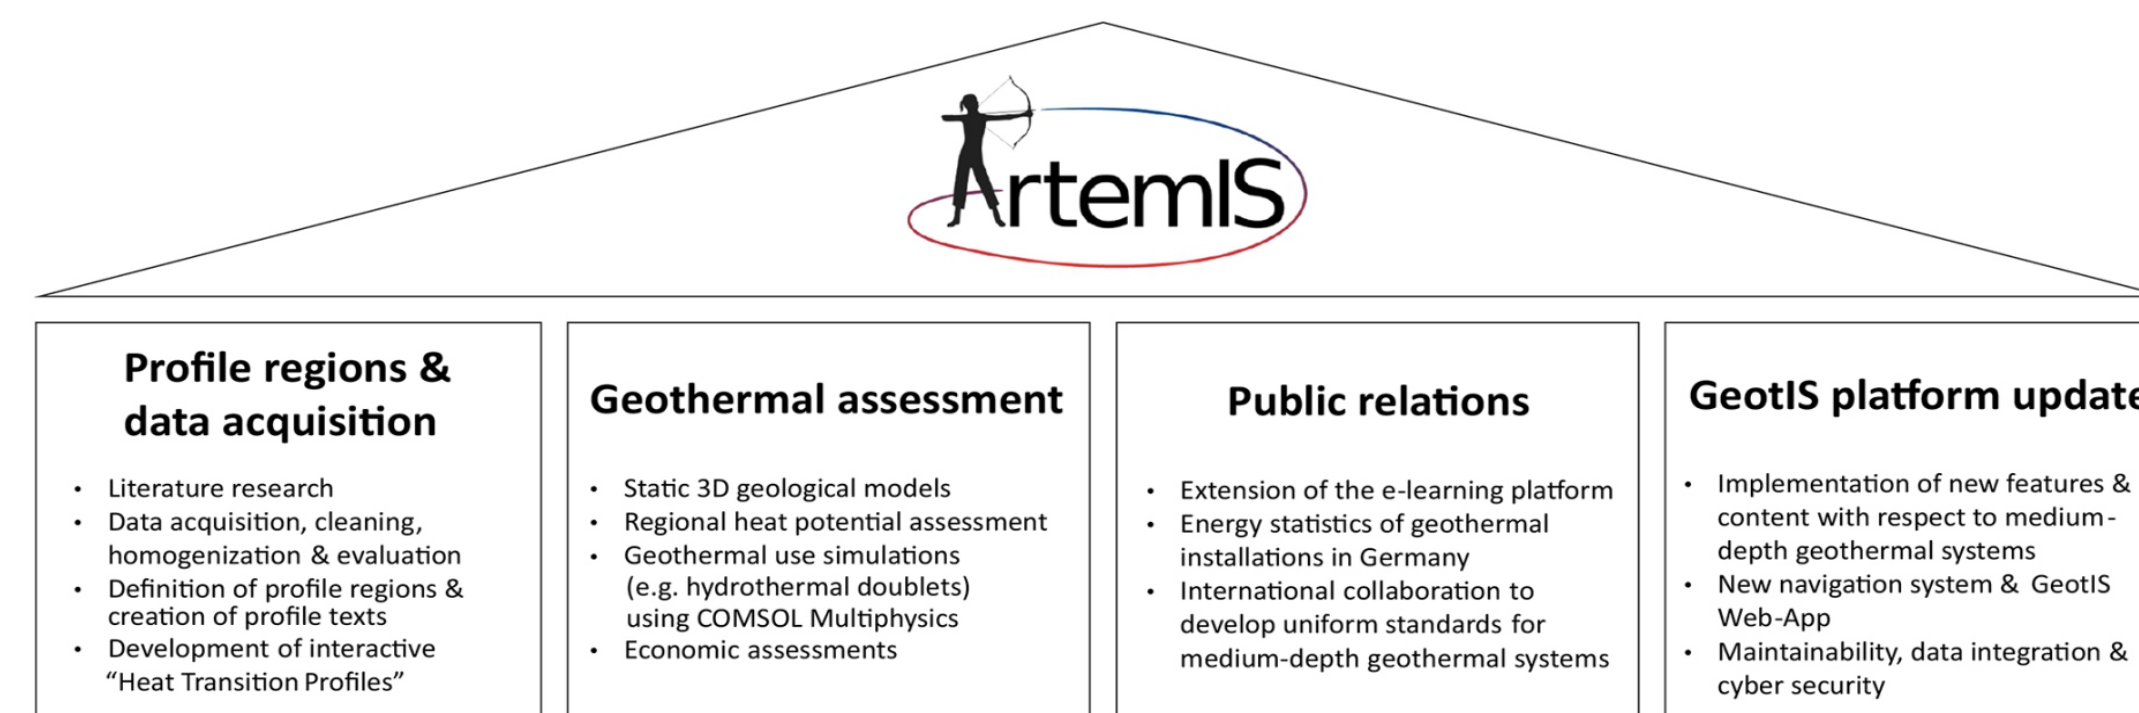 ArtemIS
Profile regions &
data acquisition
• Literature research
• Data acquisition, cleaning,
homogenization & evaluation
• Definition of profile regions &
creation of profile texts
• Development of interactive
“Heat Transition Profiles”
Geothermal assessment
• Static 3D geological models
• Regional heat potential assessment
• Geothermal use simulations
(e.g. hydrothermal doublets)
using COMSOL Multiphysics
• Economic assessments
Public relations
• Extension of the e-learning platform
• Energy statistics of geothermal
installations in Germany
• International collaboration to
develop uniform standards for
medium-depth geothermal systems
GeotIS platform update
• Implementation of new features &
content with respect to medium-
depth geothermal systems
• New navigation system & GeotIS
Web-App
• Maintainability, data integration &
cyber security